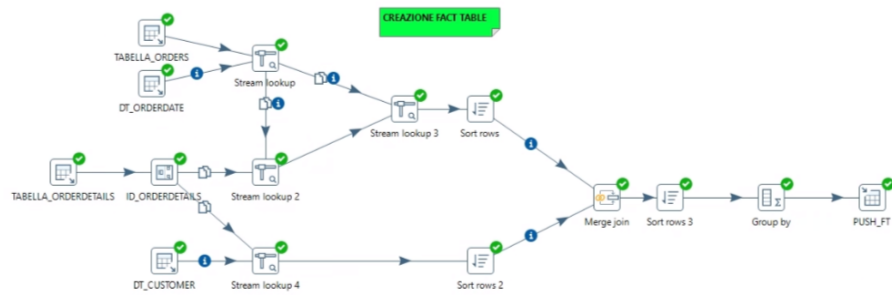 CREAZIONE FACT TABLE
TABELLA_ORDERS
Stream lookup
DT_ORDERDATE
Stream lookup 3
Sort rows
TABELLA_ORDERDETAILS
ID_ORDERDETAILS
Stream lookup 2
Merge join
Sort rows 3
Group by
PUSH_FT
DT_CUSTOMER
Stream lookup 4
Sort rows 2